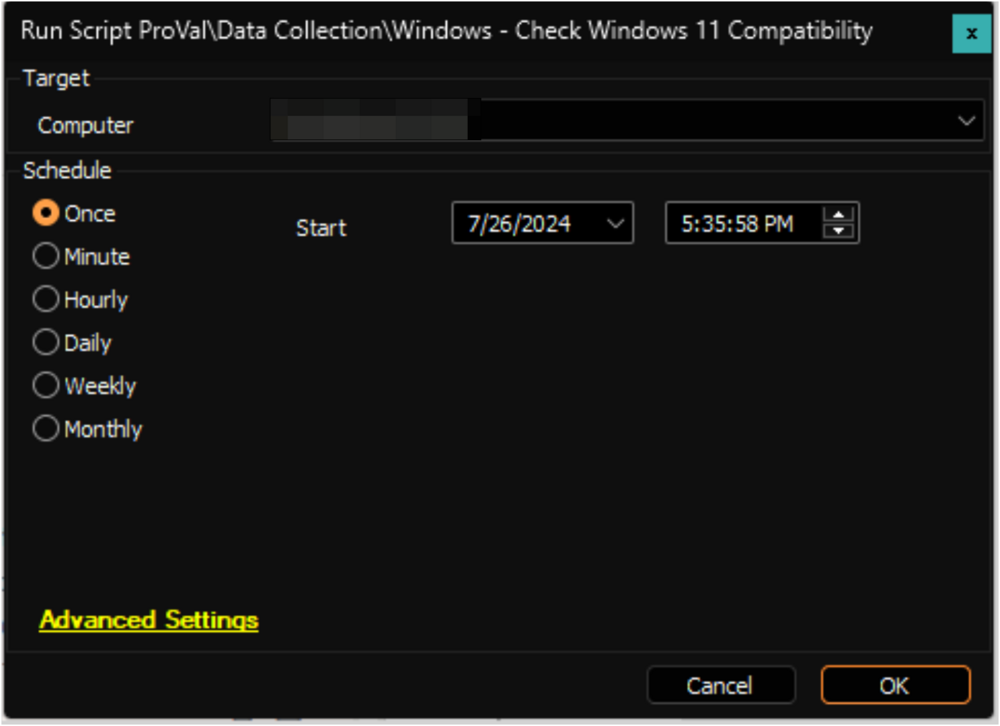 Run Script ProVal\Data Collection\Windows - Check Windows 11 Compatibility x
Target
Computer
Schedule
Once
Start 7/26/2024 5:35:58 PM
Minute
Hourly
Daily
Weekly
Monthly
Advanced Settings
Cancel OK